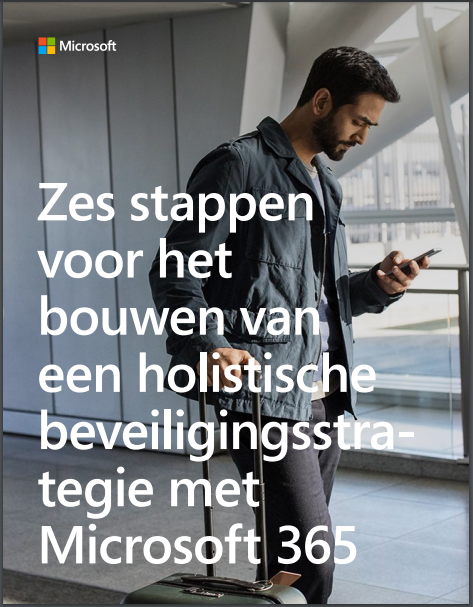 Microsoft
Zes stappen
voor het
bouwen van
een holistische
beveiligingsstra-
tegie met
Microsoft 365